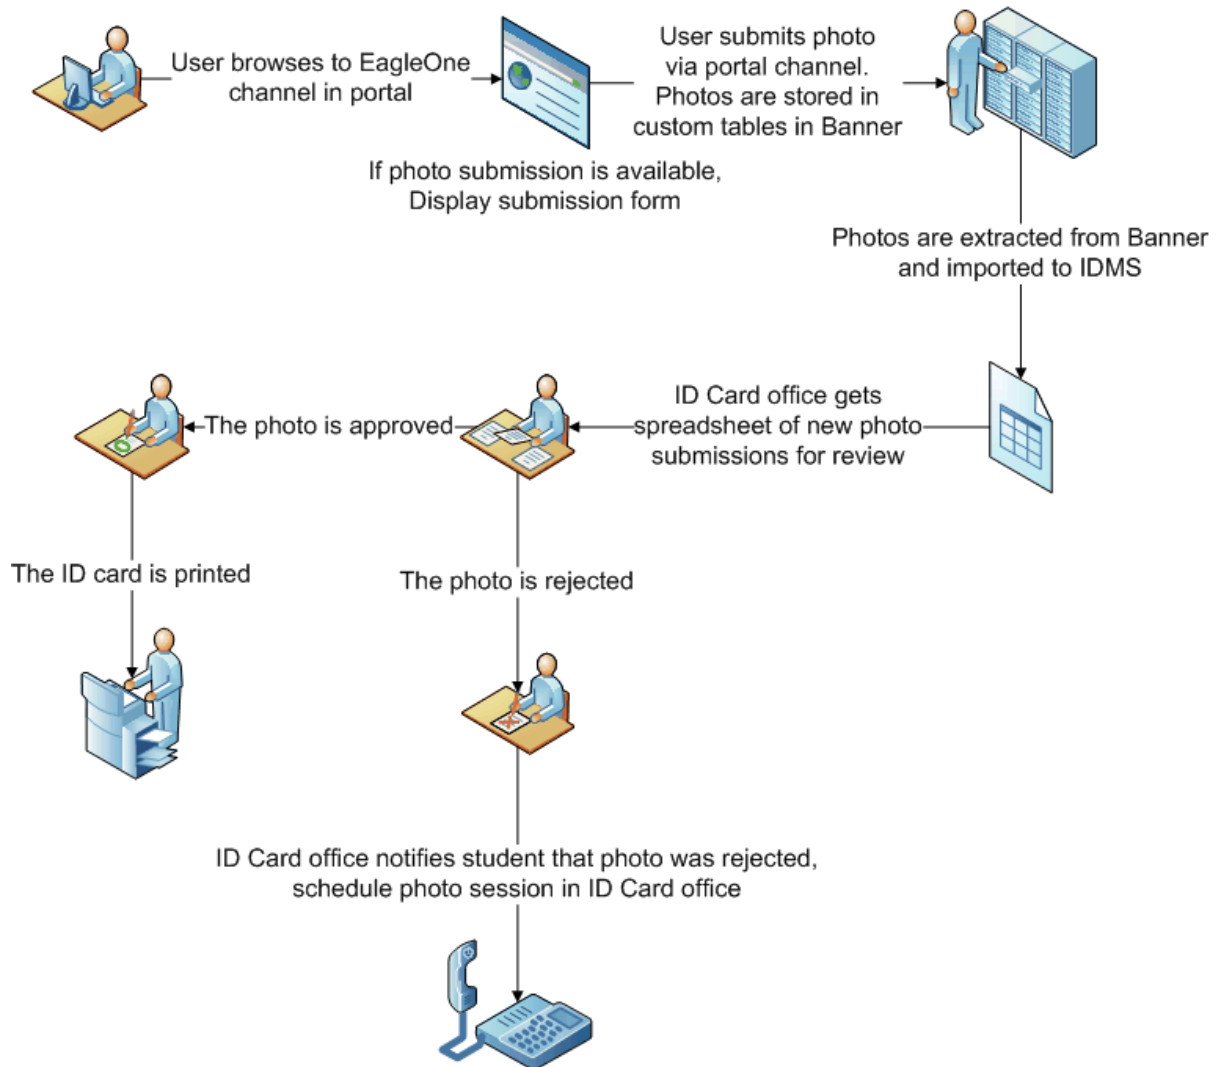 User browses to EagleOne
channel in portal
User submits photo
via portal channel.
Photos are stored in
custom tables in Banner
If photo submission is available,
Display submission form
Photos are extracted from Banner
and imported to IDMS
ID Card office gets
spreadsheet of new photo
submissions for review
The photo is approved
The ID card is printed
The photo is rejected
ID Card office notifies student that photo was rejected,
schedule photo session in ID Card office